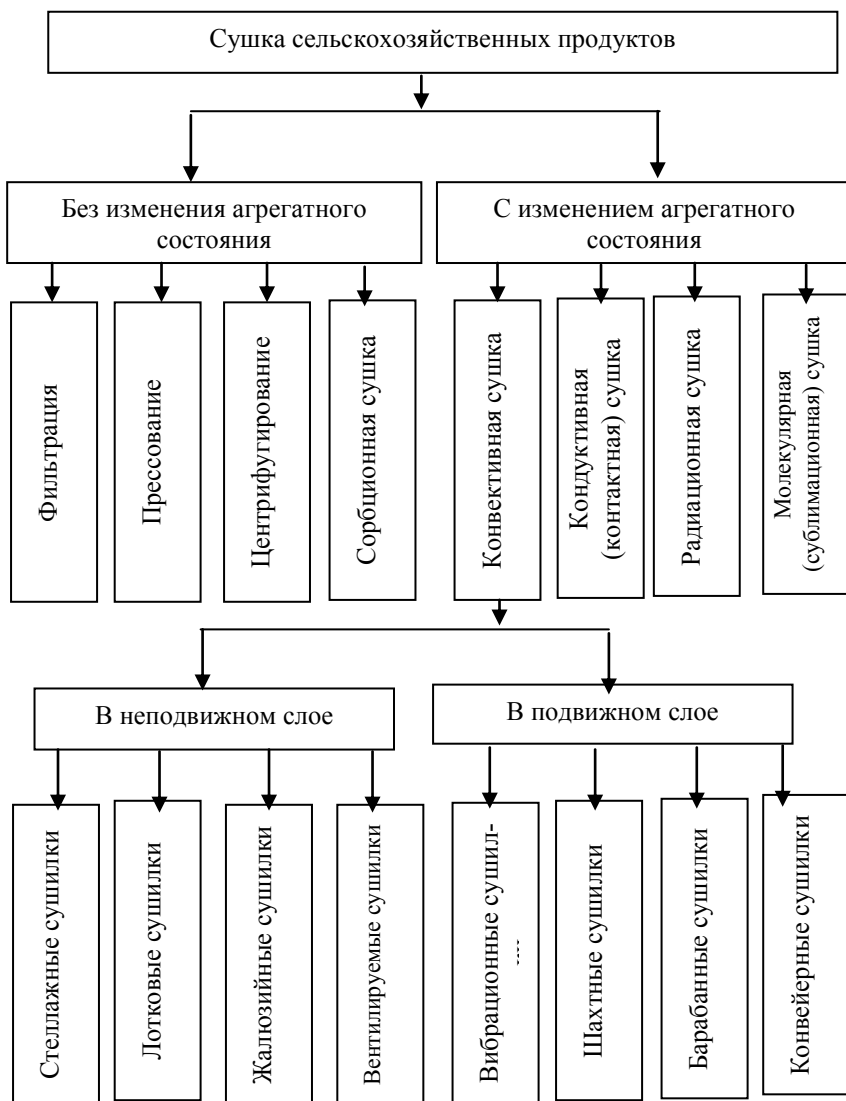 Сушка сельскохозяйственных продуктов
Без изменения агрегатного
состояния
С изменением агрегатного
состояния
Фильтрация
Прессование
Центрифугирование
Сорбционная сушка
Конвективная сушка
Кондуктивная
(контактная) сушка
Радиационная сушка
Молекулярная
(сублимационная) сушка
В неподвижном слое
В подвижном слое
Стеллажные сушилки
Лотковые сушилки
Жалюзийные сушилки
Вентилируемые сушилки
Вибрационные сушил-
Шахтные сушилки
Барабанные сушилки
Конвейерные сушилки